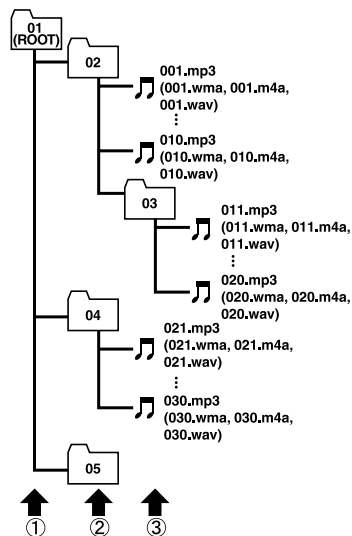 01
(ROOT)
02
001.mp3
(001.wma, 001.m4a,
001.wav)
⋮
010.mp3
(010.wma, 010.m4a,
010.wav)
03
011.mp3
(011.wma, 011.m4a,
011.wav)
⋮
020.mp3
(020.wma, 020.m4a,
020.wav)
04
021.mp3
(021.wma, 021.m4a,
021.wav)
⋮
030.mp3
(030.wma, 030.m4a,
030.wav)
05
① ② ③